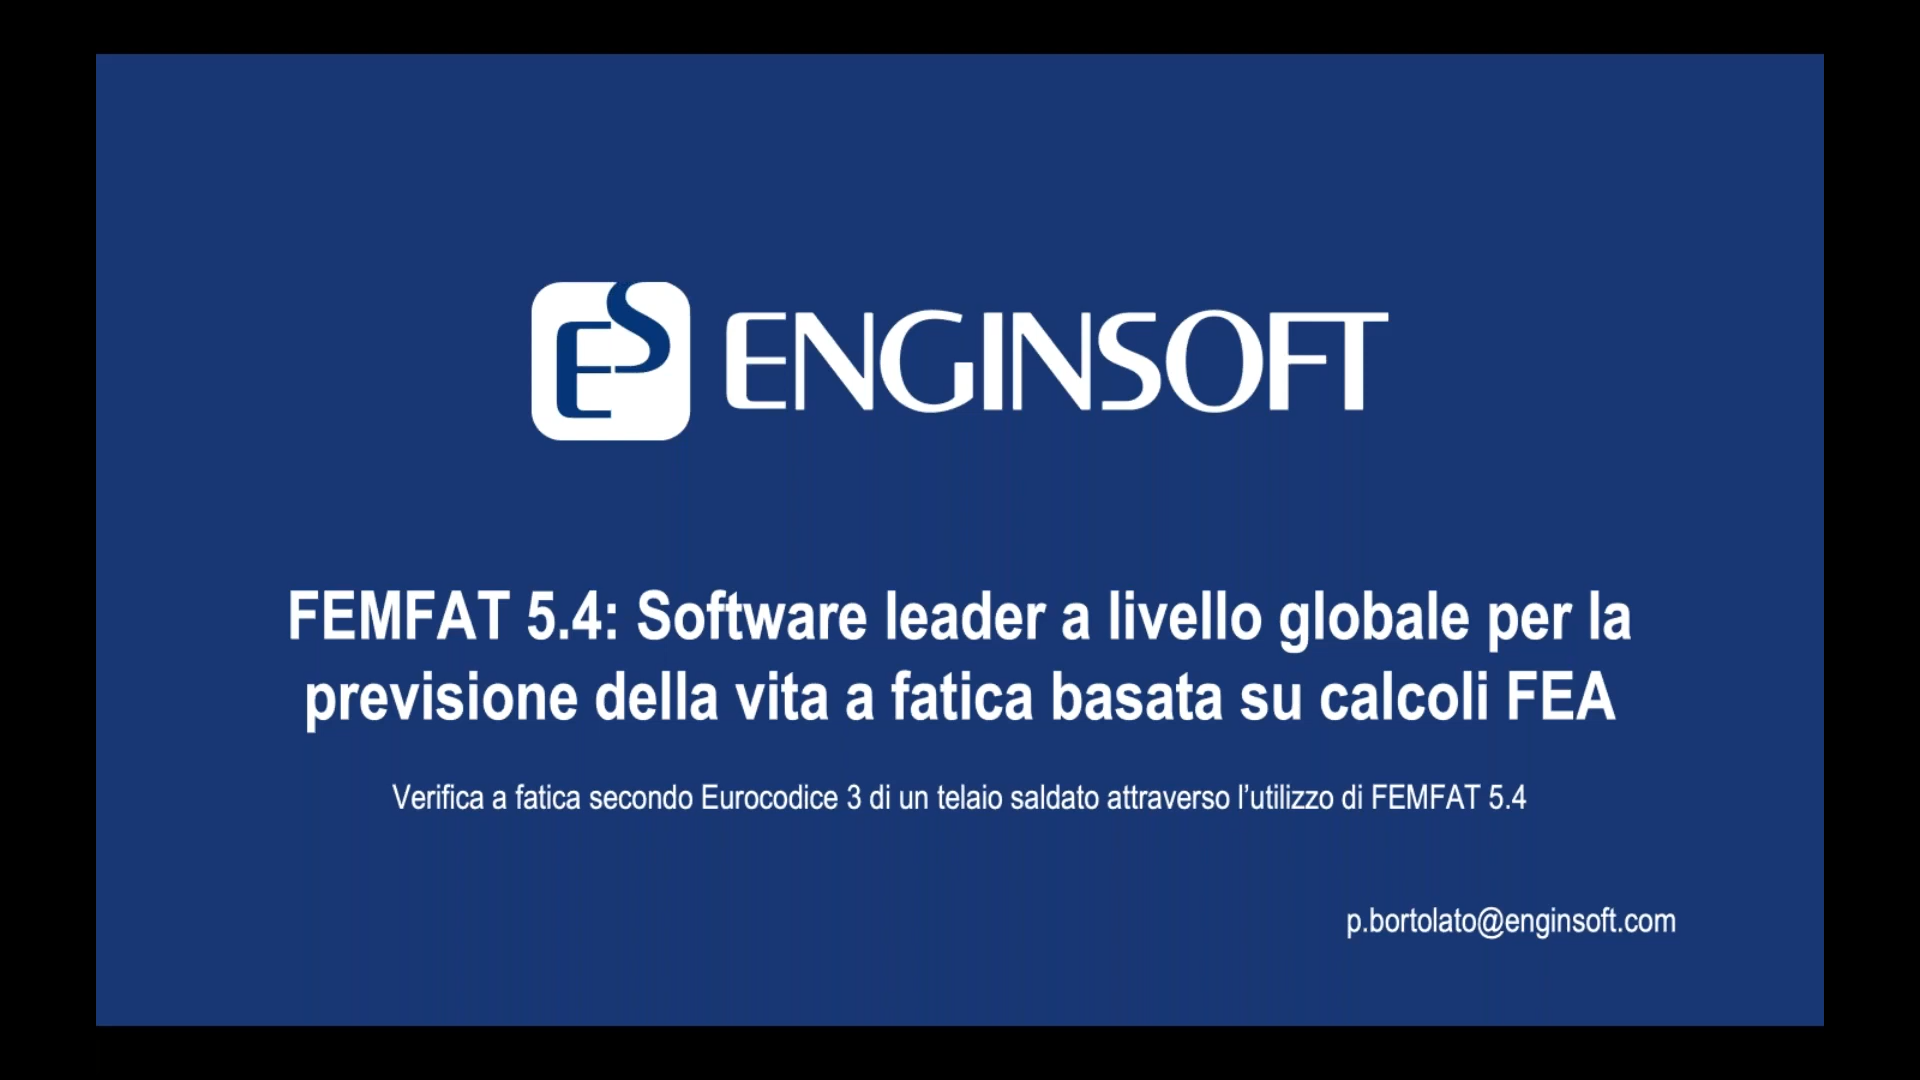 ES ENGINSOFT
FEMFAT 5.4: Software leader a livello globale per la
previsione della vita a fatica basata su calcoli FEA
Verifica a fatica secondo Eurocodice 3 di un telaio saldato attraverso l’utilizzo di FEMFAT 5.4
p.bortolato@enginsoft.com